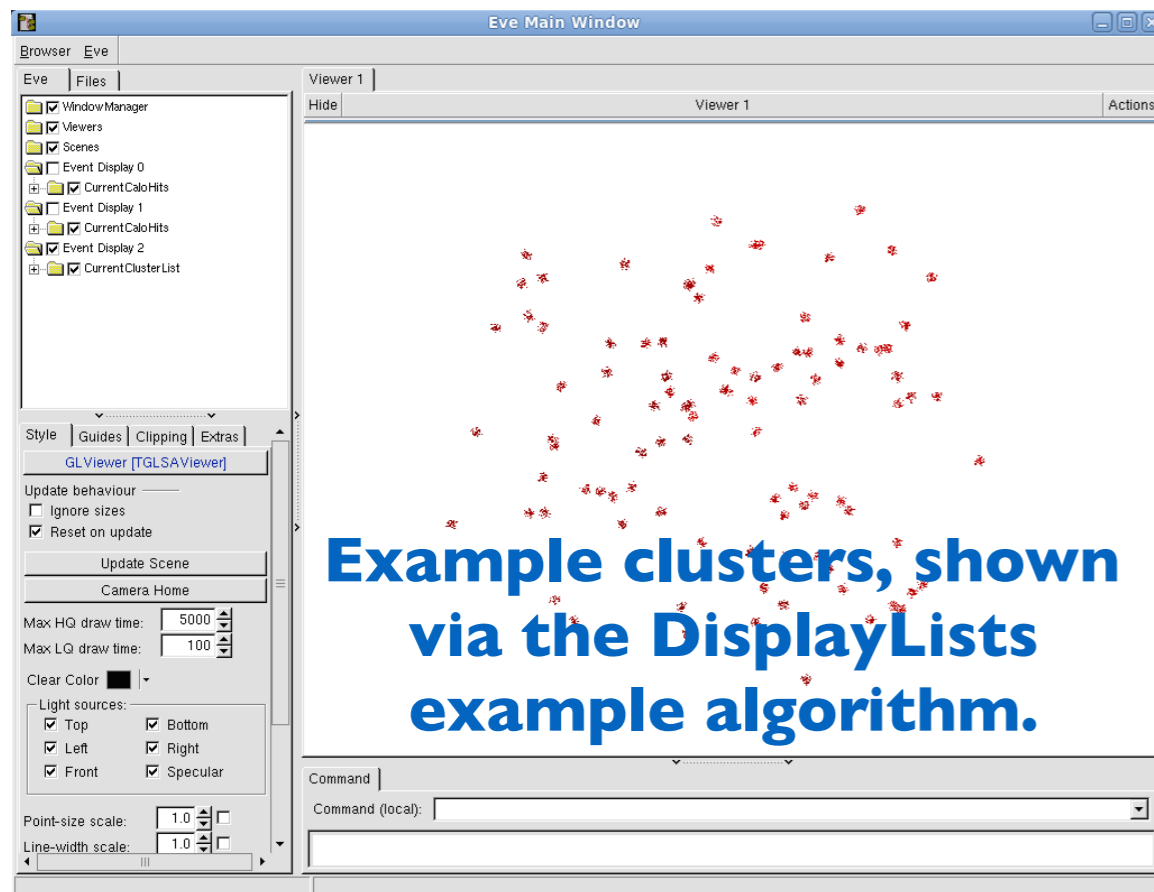 Eve Main Window
Browser Eve
Eve Files
WindowManager
Viewers
Scenes
Event Display 0
CurrentCaloHits
Event Display 1
CurrentCaloHits
Event Display 2
CurrentClusterList
Style Guides Clipping Extras
GLViewer [TGLSAViewer]
Update behaviour
Ignore sizes
Reset on update
Update Scene
Camera Home
Max HQ draw time: 5000
Max LQ draw time: 100
Clear Color
Light sources:
Top Bottom
Left Right
Front Specular
Point-size scale: 1.0
Line-width scale: 1.0
Viewer 1
Hide Viewer 1 Actions
Example clusters, shown
via the DisplayLists
example algorithm.
Command
Command (local):